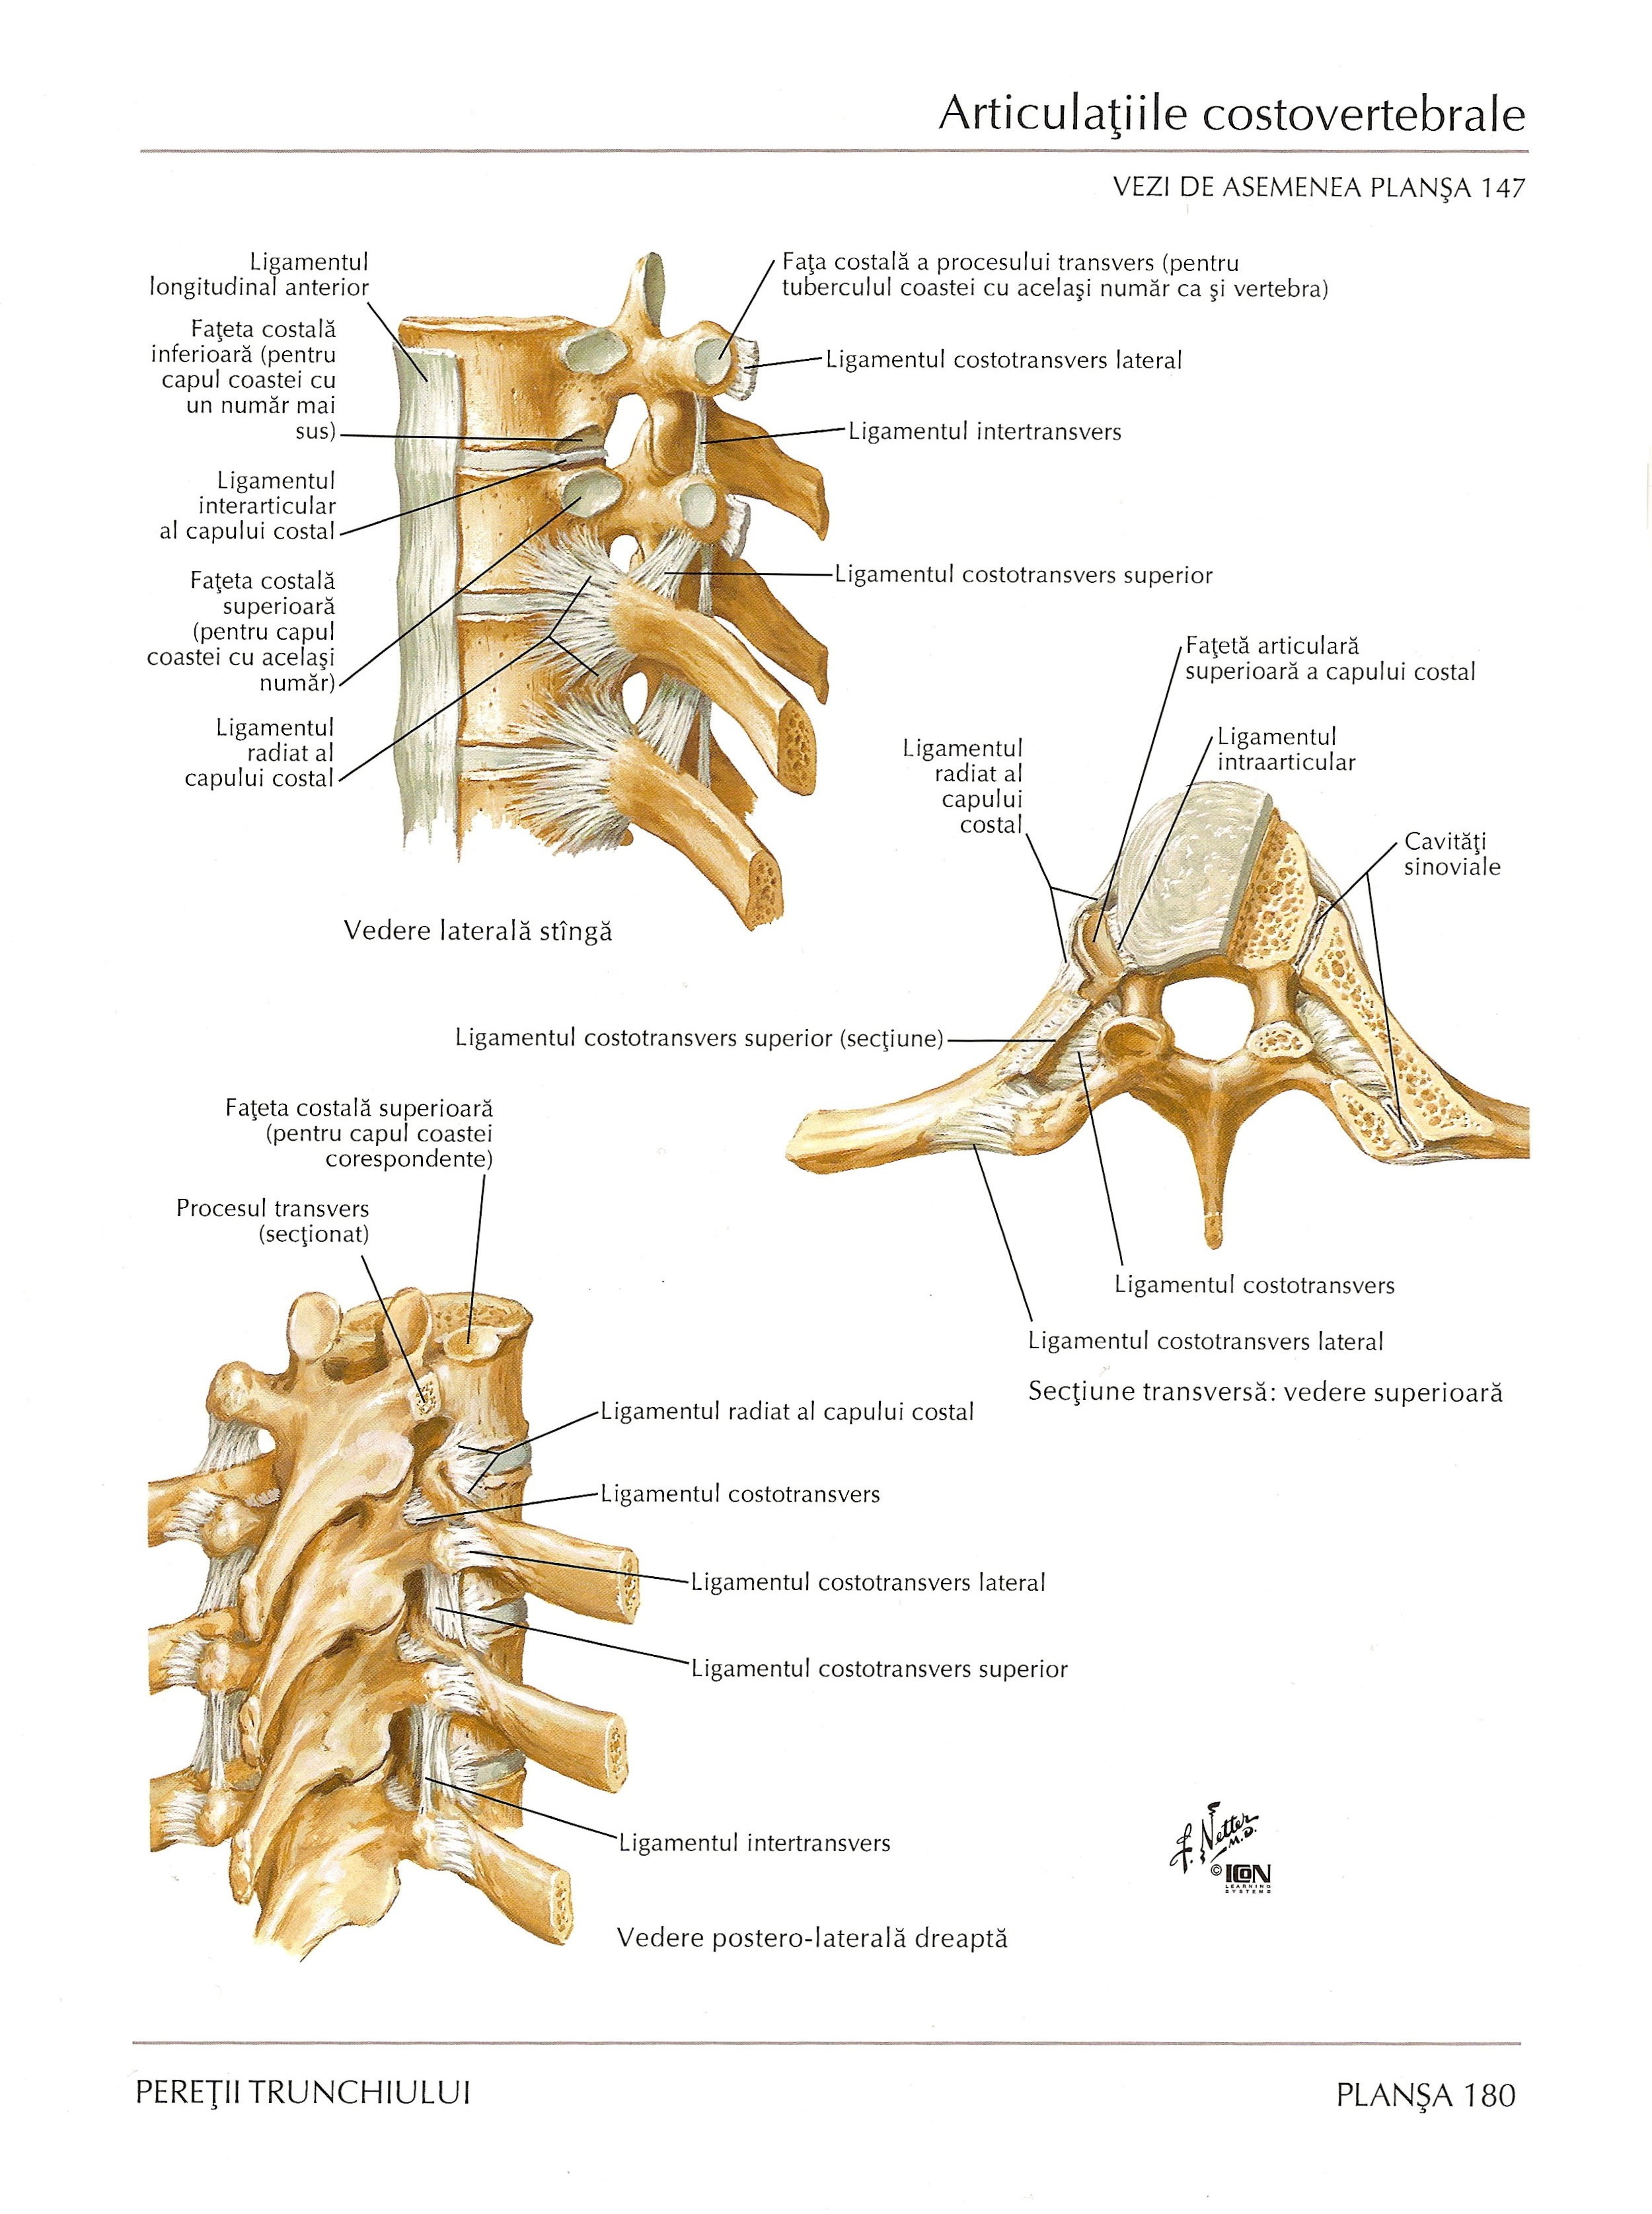 Articulaţiile costovertebrale
VEZI DE ASEMENEA PLANŞA 147
Ligamentul
longitudinal anterior
Faţeta costală
inferioară (pentru
capul coastei cu
un număr mai
sus)
Ligamentul
interarticular
al capului costal
Faţeta costală
superioară
(pentru capul
coastei cu acelaşi
număr)
Ligamentul
radiat al
capului costal
Faţa costală a procesului transvers (pentru
tuberculul coastei cu acelaşi număr ca şi vertebra)
Ligamentul costotransvers lateral
Ligamentul intertransvers
Ligamentul costotransvers superior
Vedere laterală stîngă
Faţetă articulară
superioară a capului costal
Ligamentul
intraarticular
Ligamentul
radiat al
capului
costal
Cavităţi
sinoviale
Ligamentul costotransvers superior (secţiune)
Ligamentul costotransvers
Ligamentul costotransvers lateral
Secţiune transversă: vedere superioară
Faţeta costală superioară
(pentru capul coastei
corespondente)
Procesul transvers
(secţionat)
Ligamentul radiat al capului costal
Ligamentul costotransvers
Ligamentul costotransvers lateral
Ligamentul costotransvers superior
Ligamentul intertransvers
Vedere postero-laterală dreaptă
F. Netter
M.D.
© ICON
LEARNING
SYSTEMS
PEREŢII TRUNCHIULUI
PLANŞA 180